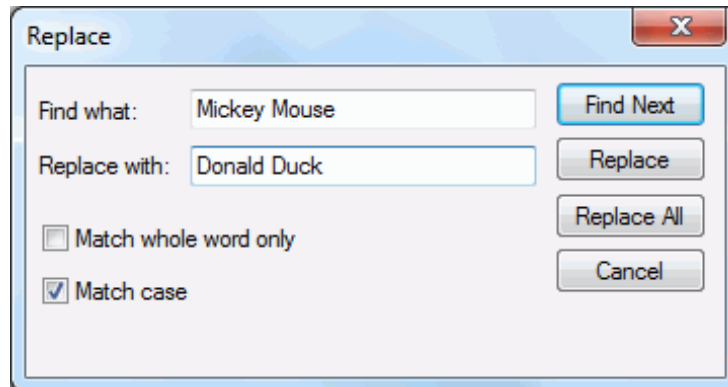 Replace
Find what: Mickey Mouse Find Next
Replace with: Donald Duck Replace
Replace All
Match whole word only
Cancel
Match case